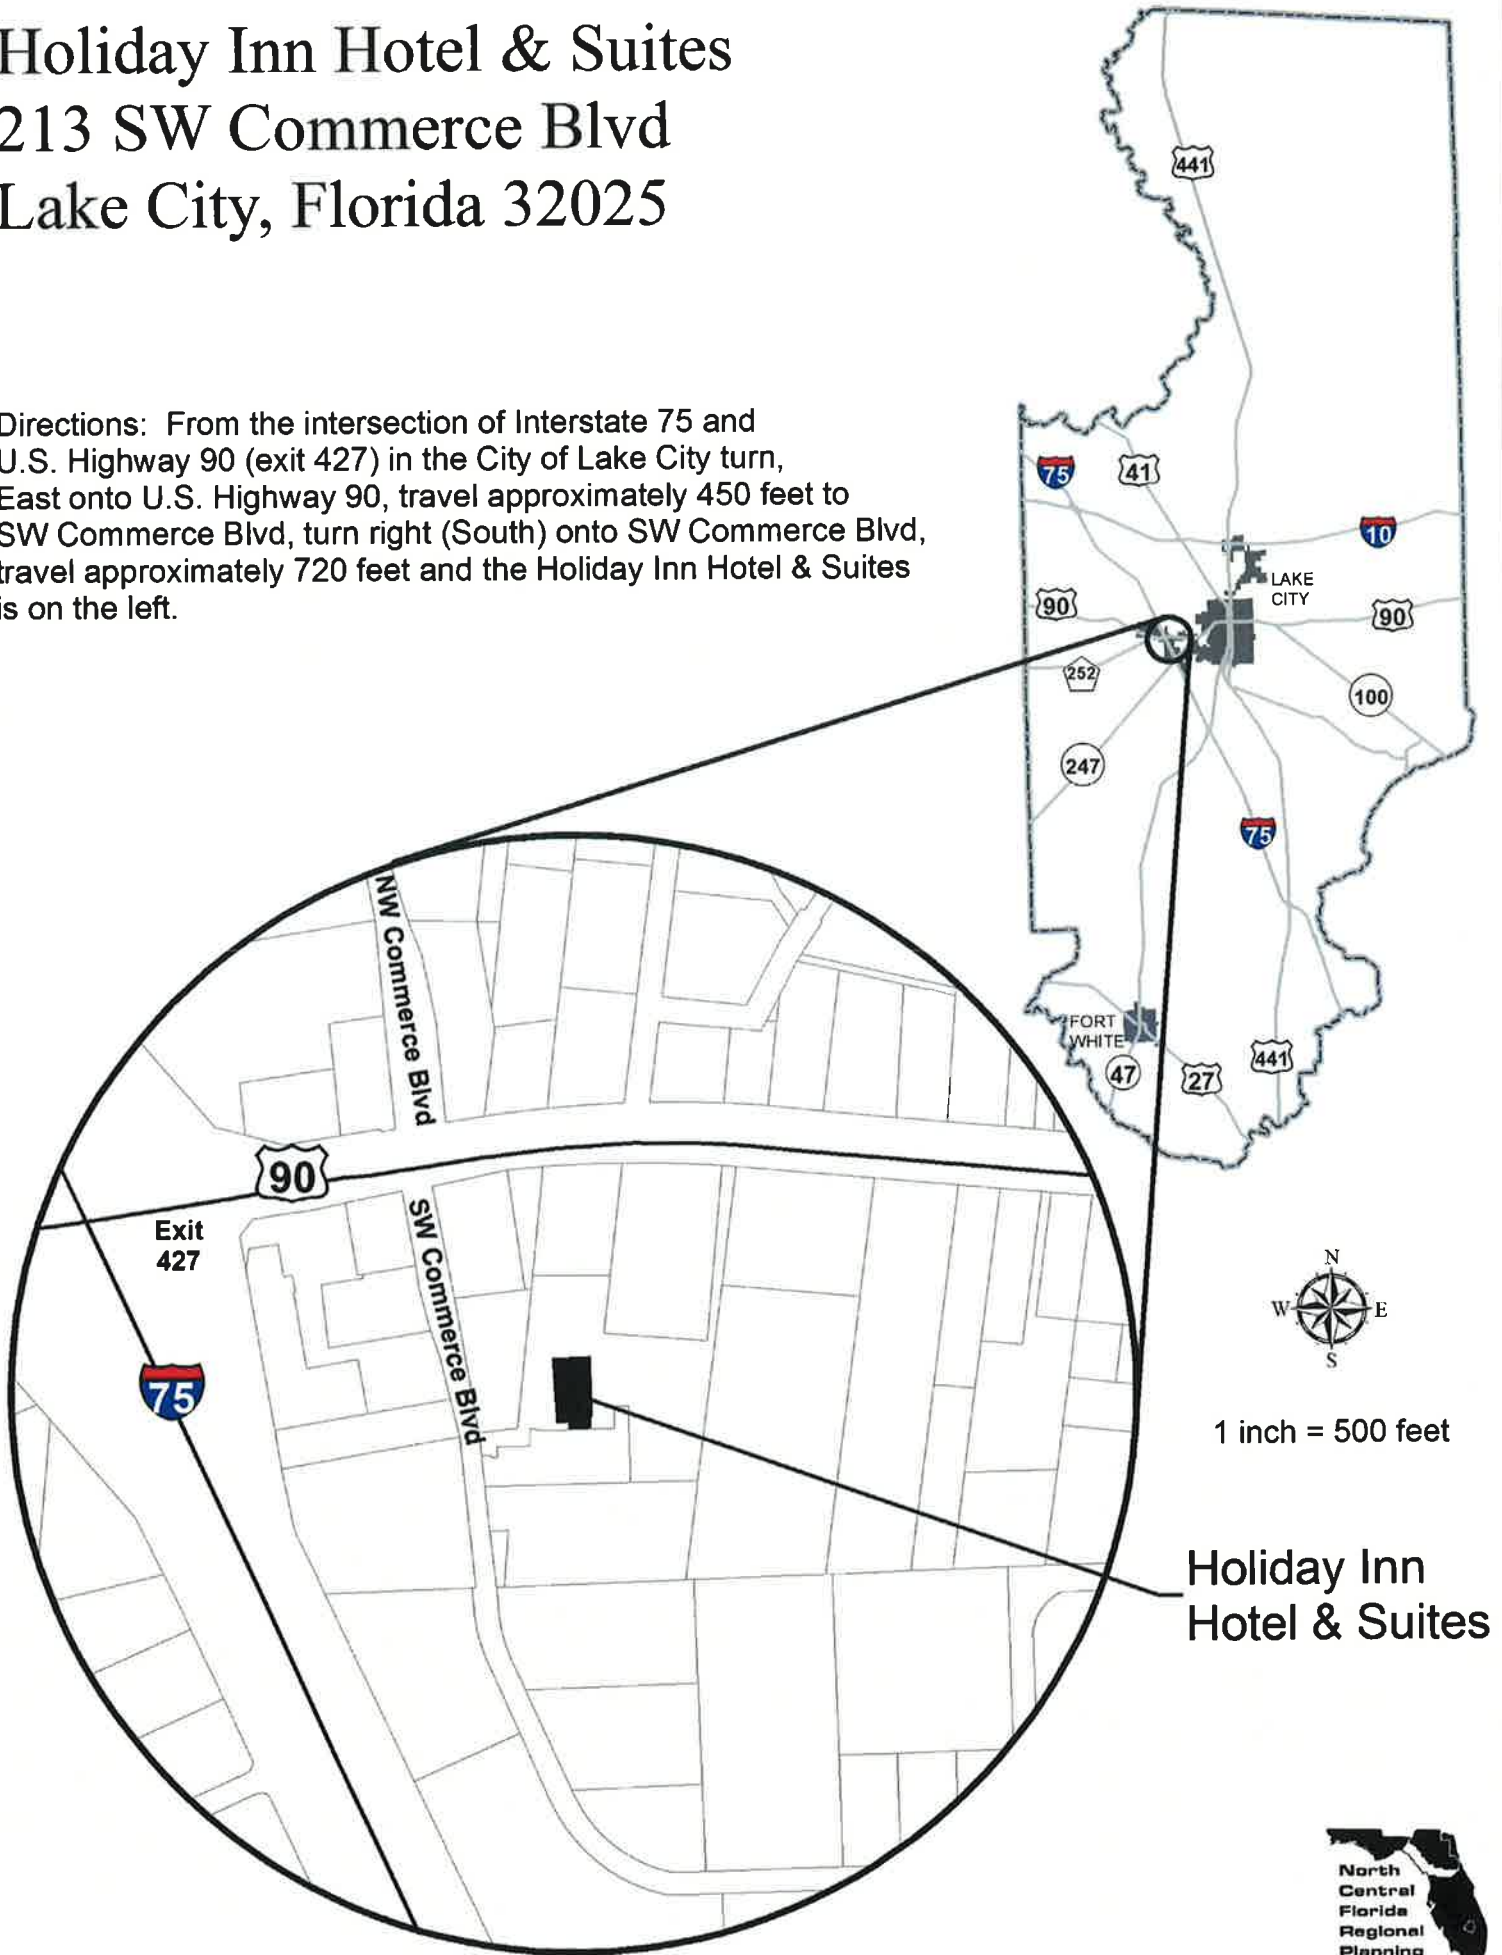 Holiday Inn Hotel & Suites
213 SW Commerce Blvd
Lake City, Florida 32025
Directions: From the intersection of Interstate 75 and
U.S. Highway 90 (exit 427) in the City of Lake City turn,
East onto U.S. Highway 90, travel approximately 450 feet to
SW Commerce Blvd, turn right (South) onto SW Commerce Blvd,
travel approximately 720 feet and the Holiday Inn Hotel & Suites
is on the left.
441
75
41
10
LAKE
CITY
90
90
252
100
247
75
FORT
WHITE
47
27
441
NW Commerce Blvd
90
Exit
427
SW Commerce Blvd
75
N
W
E
S
1 inch = 500 feet
Holiday Inn
Hotel & Suites
North
Central
Florida
Regional
Planning